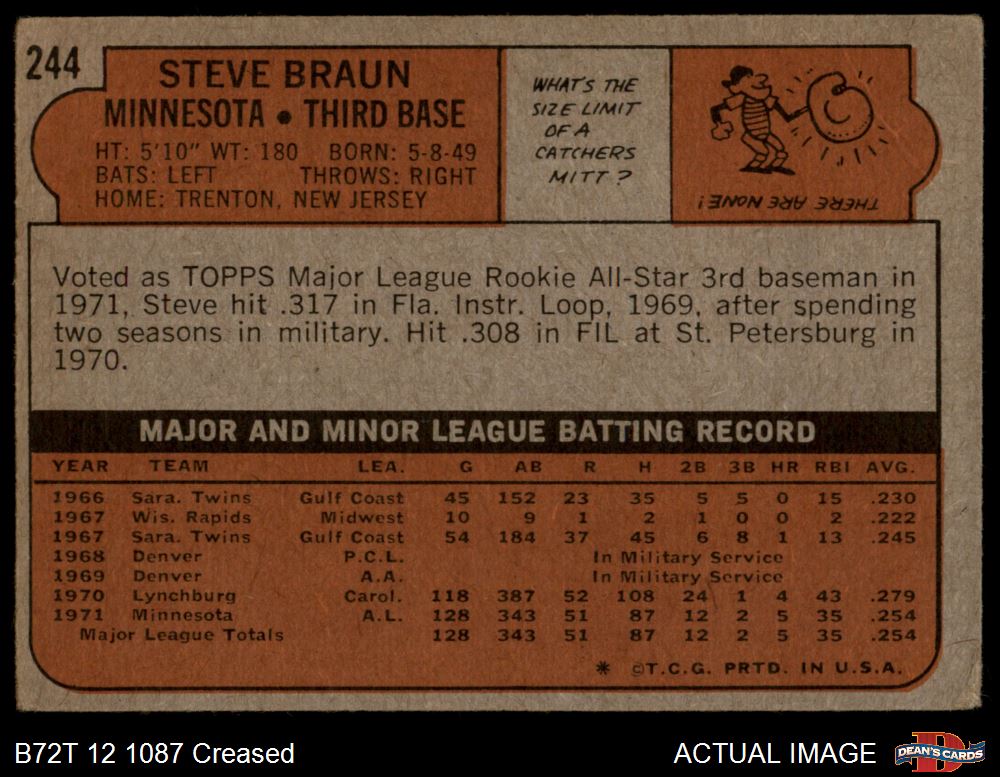 244
STEVE BRAUN
MINNESOTA • THIRD BASE
HT: 5'10" WT: 180 BORN: 5-8-49
BATS: LEFT THROWS: RIGHT
HOME: TRENTON, NEW JERSEY
WHAT'S THE
SIZE LIMIT
OF A
CATCHERS
MITT?
THERE ARE NONE!
Voted as TOPPS Major League Rookie All-Star 3rd baseman in
1971, Steve hit .317 in Fla. Instr. Loop, 1969, after spending
two seasons in military. Hit .308 in FIL at St. Petersburg in
1970.
MAJOR AND MINOR LEAGUE BATTING RECORD
YEAR TEAM LEA. G AB R H 2B 3B HR RBI AVG.
1966 Sara. Twins Gulf Coast 45 152 23 35 5 5 0 15 .230
1967 Wis. Rapids Midwest 10 9 1 2 1 0 0 2 .222
1967 Sara. Twins Gulf Coast 54 184 37 45 6 8 1 13 .245
1968 Denver P.C.L. In Military Service
1969 Denver A.A. In Military Service
1970 Lynchburg Carol. 118 387 52 108 24 1 4 43 .279
1971 Minnesota A.L. 128 343 51 87 12 2 5 35 .254
Major League Totals 128 343 51 87 12 2 5 35 .254
* ©T.C.G. PRTD. IN U.S.A.
B72T 12 1087 Creased
ACTUAL IMAGE
DEAN'S CARDS